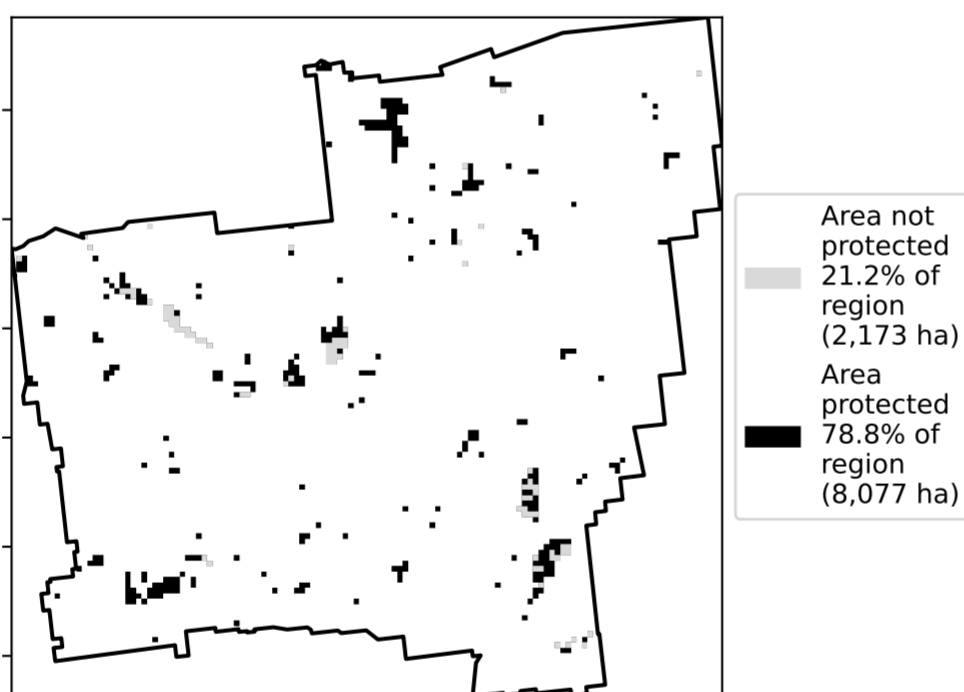 Area not
protected
21.2% of
region
(2,173 ha)
Area
protected
78.8% of
region
(8,077 ha)